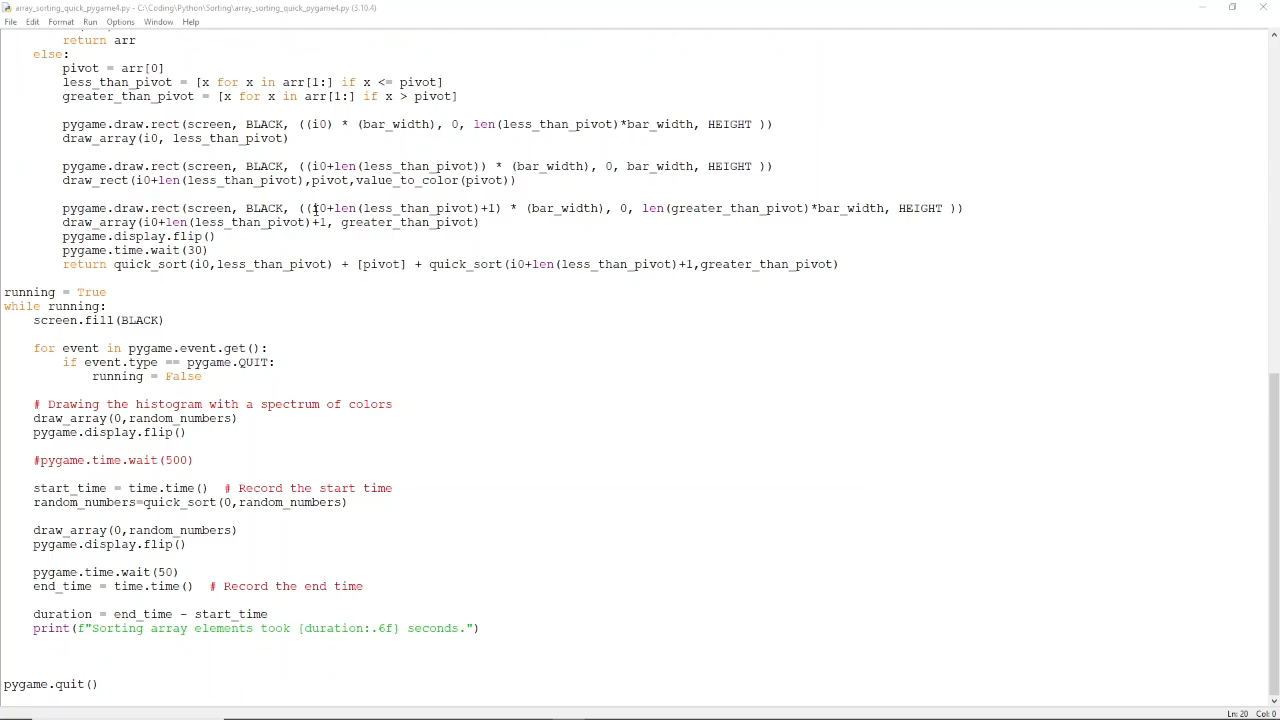 array_sorting_quick_pygame4.py - C:\Coding\Python\Sorting\array_sorting_quick_pygame4.py (3.10.4)
File Edit Format Run Options Window Help
return arr
else:
pivot = arr[0]
less_than_pivot = [x for x in arr[1:] if x <= pivot]
greater_than_pivot = [x for x in arr[1:] if x > pivot]
pygame.draw.rect(screen, BLACK, ((i0) * (bar_width), 0, len(less_than_pivot)*bar_width, HEIGHT ))
draw_array(i0, less_than_pivot)
pygame.draw.rect(screen, BLACK, ((i0+len(less_than_pivot)) * (bar_width), 0, bar_width, HEIGHT ))
draw_rect(i0+len(less_than_pivot),pivot,value_to_color(pivot))
pygame.draw.rect(screen, BLACK, ((i0+len(less_than_pivot)+1) * (bar_width), 0, len(greater_than_pivot)*bar_width, HEIGHT ))
draw_array(i0+len(less_than_pivot)+1, greater_than_pivot)
pygame.display.flip()
pygame.time.wait(30)
return quick_sort(i0,less_than_pivot) + [pivot] + quick_sort(i0+len(less_than_pivot)+1,greater_than_pivot)
running = True
while running:
screen.fill(BLACK)
for event in pygame.event.get():
if event.type == pygame.QUIT:
running = False
# Drawing the histogram with a spectrum of colors
draw_array(0,random_numbers)
pygame.display.flip()
#pygame.time.wait(500)
start_time = time.time()  # Record the start time
random_numbers=quick_sort(0,random_numbers)
draw_array(0,random_numbers)
pygame.display.flip()
pygame.time.wait(50)
end_time = time.time()  # Record the end time
duration = end_time - start_time
print(f"Sorting array elements took {duration:.6f} seconds.")
pygame.quit()
Ln: 20 Col: 0